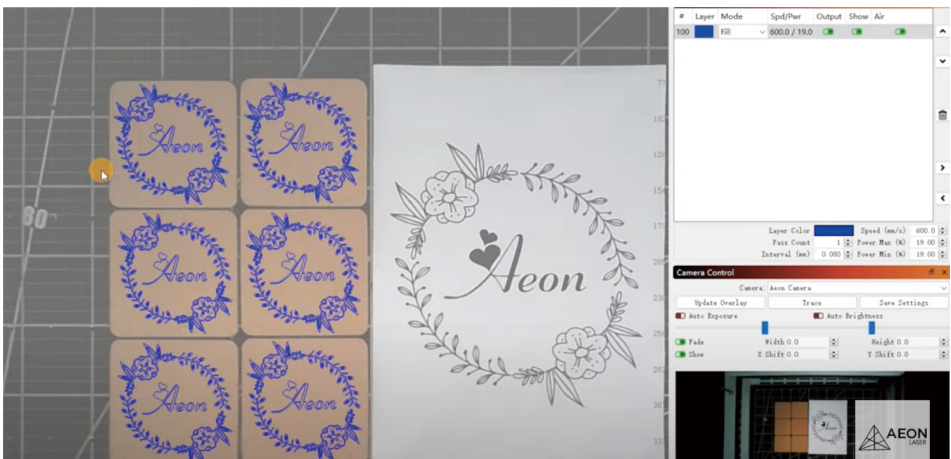 # Layer Mode Spd/Pwr Output Show Air
100 Fill 600.0 / 19.0
80
Aeon
Aeon
Aeon
Aeon
Aeon
Aeon
Aeon
Layer Color Speed (mm/s) 600.0
Pass Count 1 Power Max (%) 19.00
Interval (mm) 0.080 Power Min (%) 19.00
Camera Control
Camera: Aeon Camera
Update Overlay Trace Save Settings
Auto Exposure Auto Brightness
Fade Width 0.0 Height 0.0
Show X Shift 0.0 Y Shift 0.0
Aeon
AEON
LASER